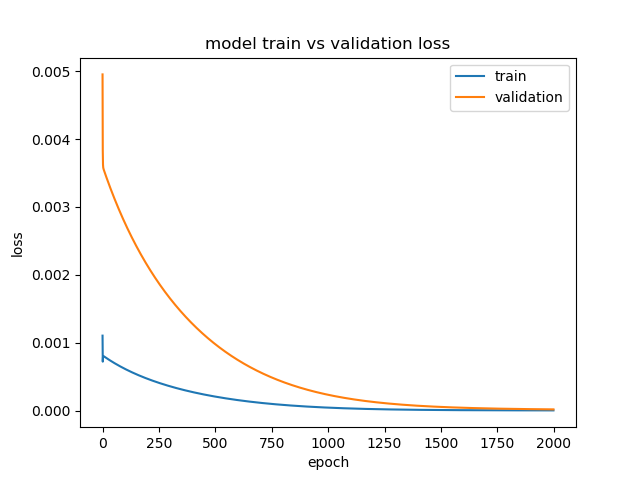 model train vs validation loss
train
validation
loss
0.005
0.004
0.003
0.002
0.001
0.000
0 250 500 750 1000 1250 1500 1750 2000
epoch